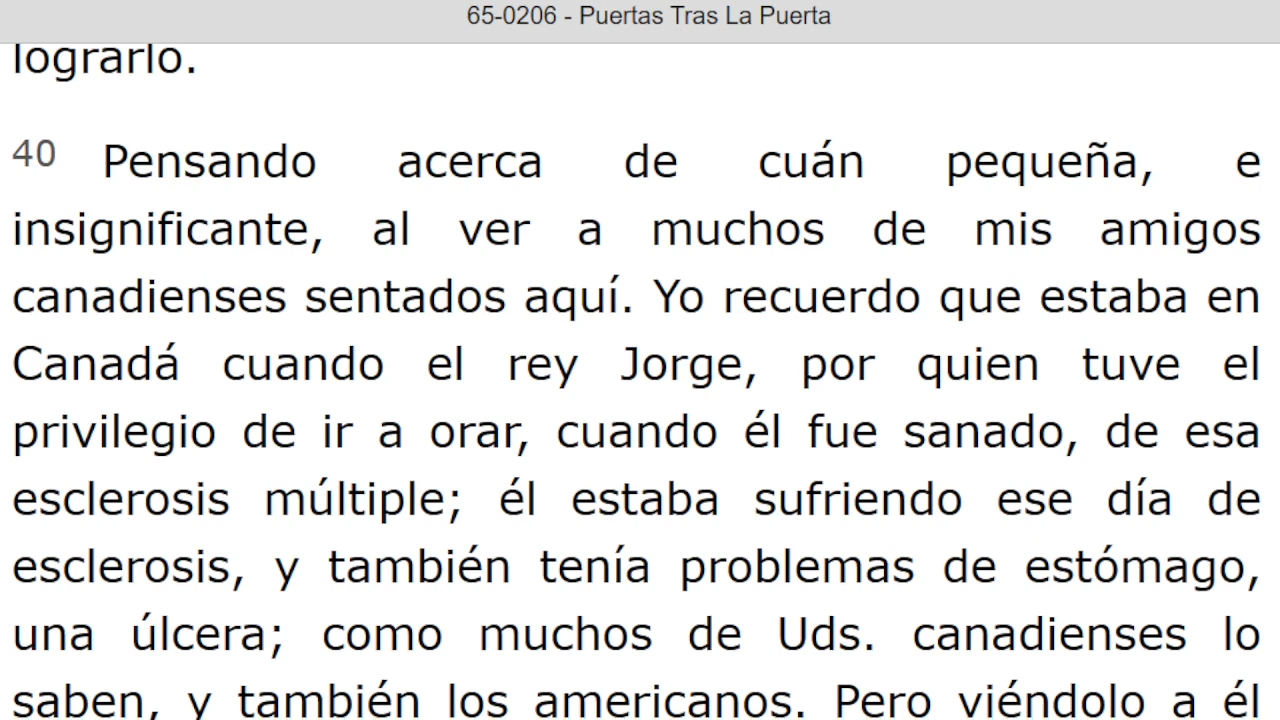 65-0206 - Puertas Tras La Puerta
lograrlo.
40 Pensando acerca de cuán pequeña, e
insignificante, al ver a muchos de mis amigos
canadienses sentados aquí. Yo recuerdo que estaba en
Canadá cuando el rey Jorge, por quien tuve el
privilegio de ir a orar, cuando él fue sanado, de esa
esclerosis múltiple; él estaba sufriendo ese día de
esclerosis, y también tenía problemas de estómago,
una úlcera; como muchos de Uds. canadienses lo
saben, y también los americanos. Pero viéndolo a él